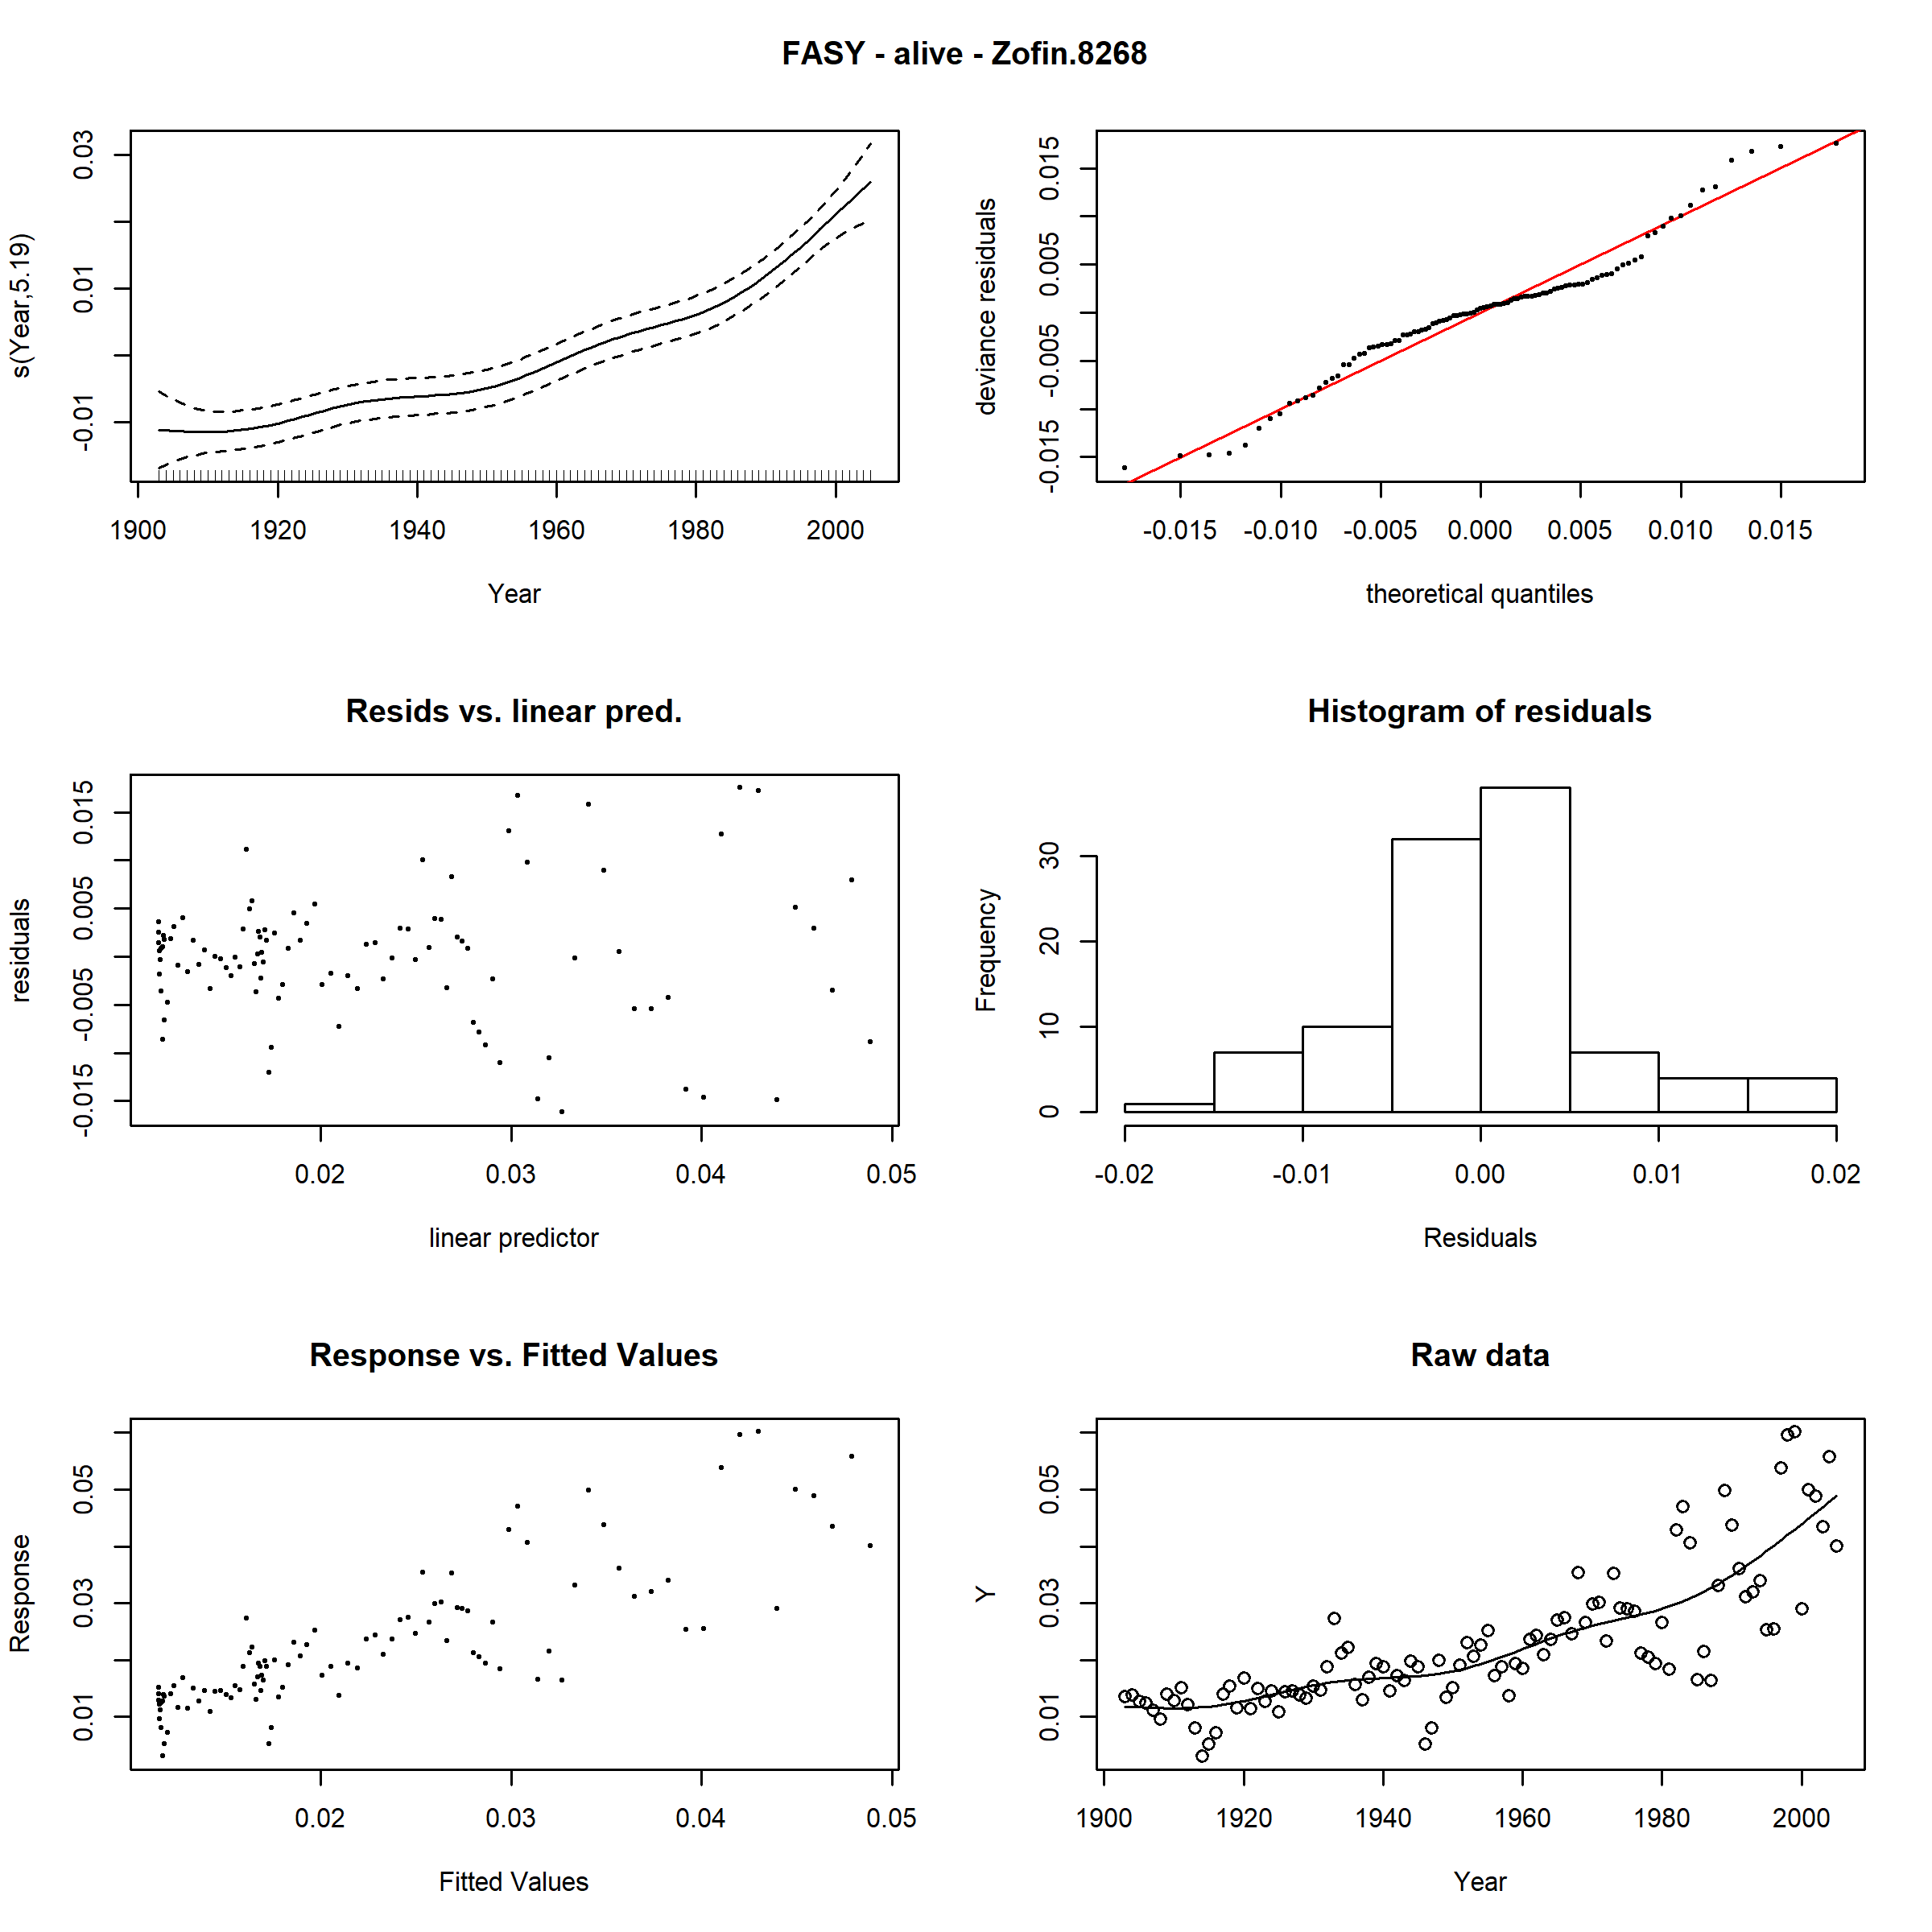 FASY - alive - Zofin.8268
s(Year,5.19)
-0.01 0.01 0.03
1900 1920 1940 1960 1980 2000
Year
deviance residuals
-0.015 -0.005 0.005 0.015
-0.015 -0.010 -0.005 0.000 0.005 0.010 0.015
theoretical quantiles
Resids vs. linear pred.
residuals
-0.015 -0.005 0.005 0.015
0.02 0.03 0.04 0.05
linear predictor
Histogram of residuals
Frequency
0 10 20 30
-0.02 -0.01 0.00 0.01 0.02
Residuals
Response vs. Fitted Values
Response
0.01 0.03 0.05
0.02 0.03 0.04 0.05
Fitted Values
Raw data
Y
0.01 0.03 0.05
1900 1920 1940 1960 1980 2000
Year